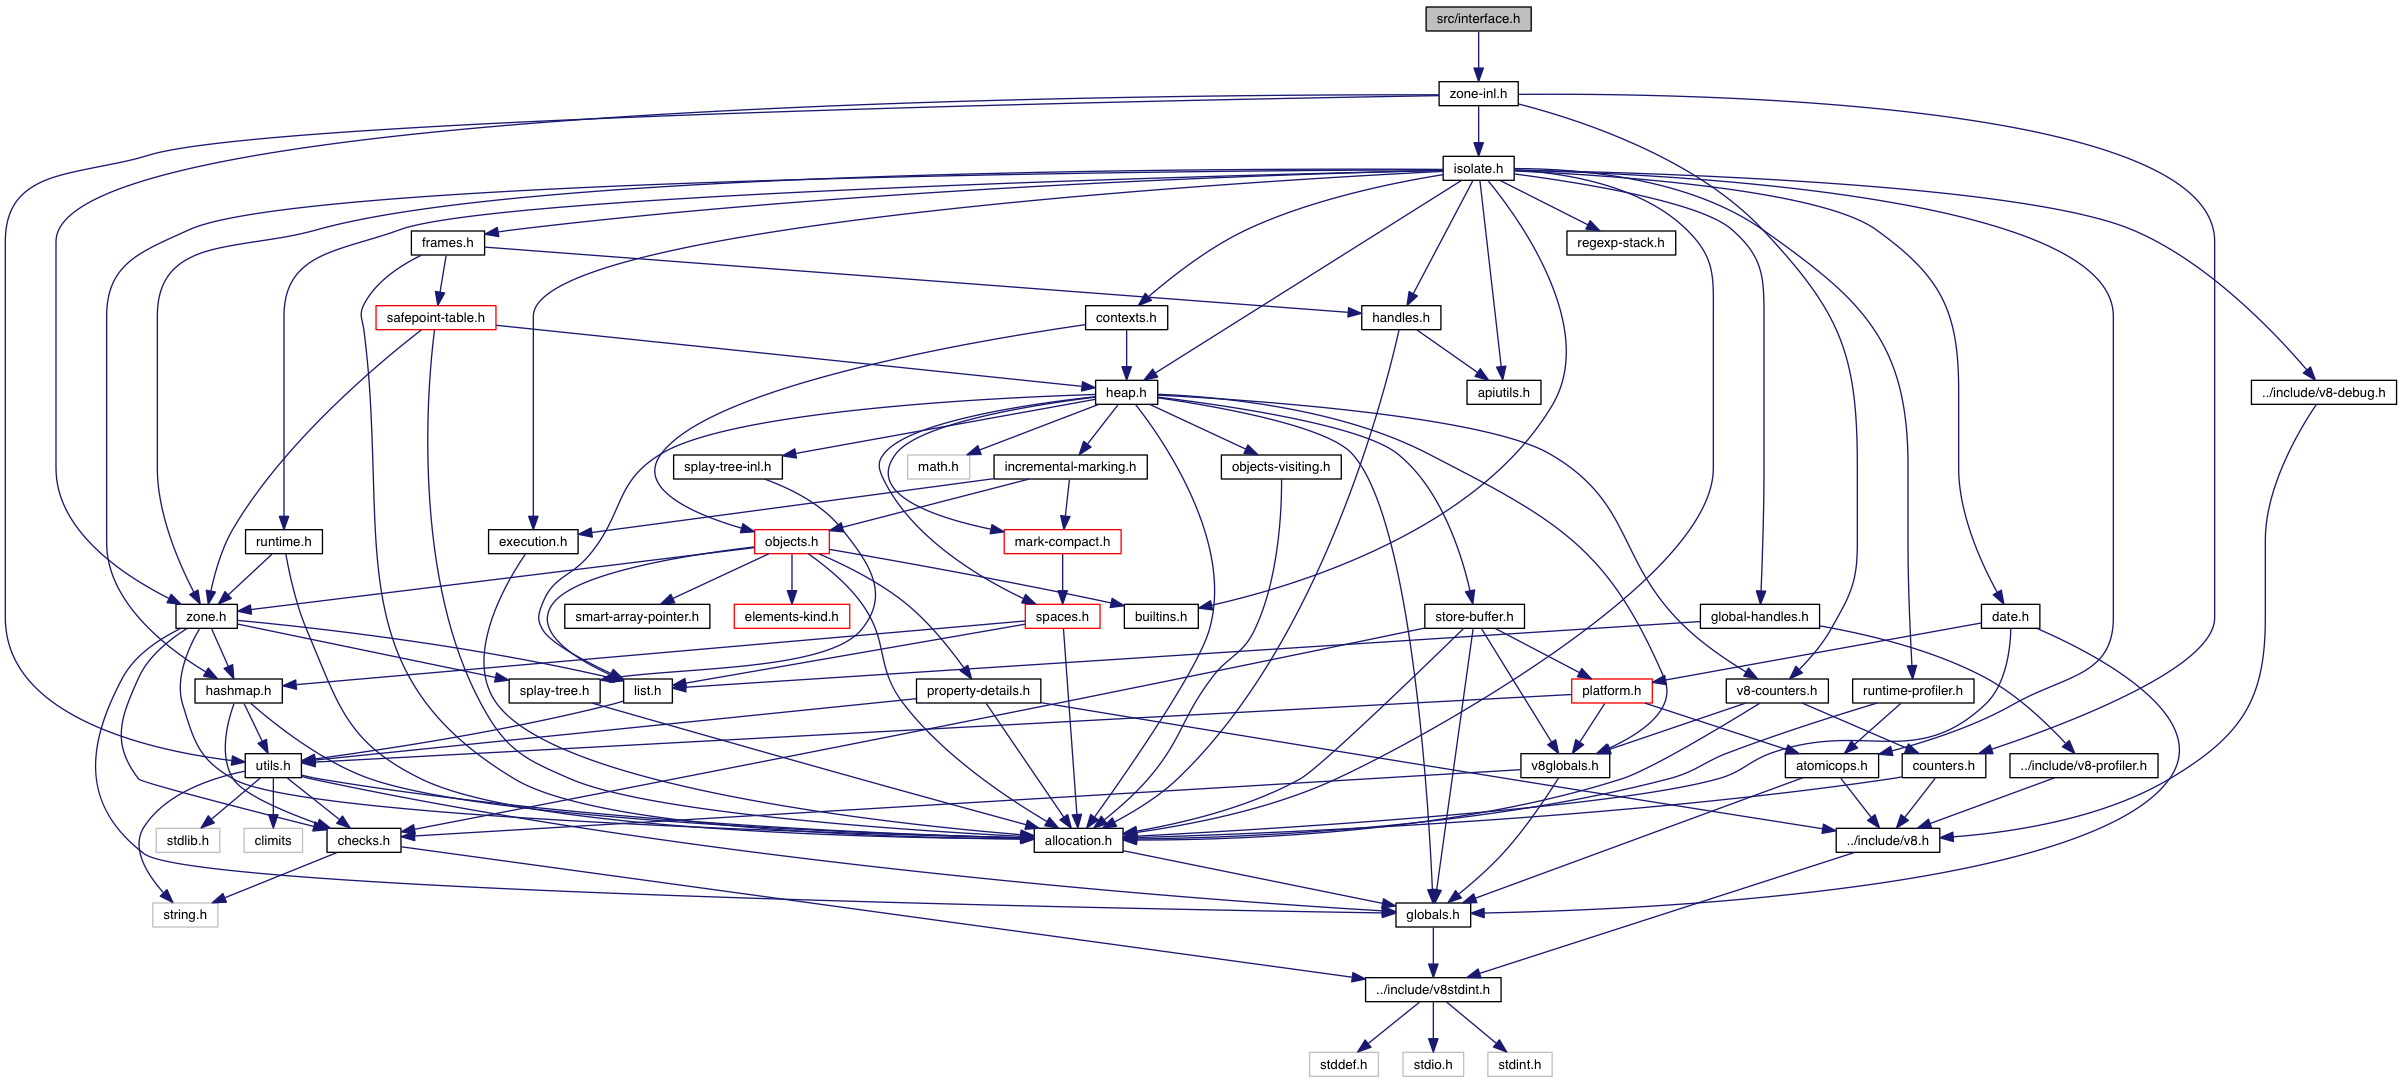 src/interface.h
zone-inl.h
isolate.h
frames.h
regexp-stack.h
safepoint-table.h
contexts.h
handles.h
heap.h
apiutils.h
../include/v8-debug.h
splay-tree-inl.h
math.h
incremental-marking.h
objects-visiting.h
runtime.h
execution.h
objects.h
mark-compact.h
zone.h
smart-array-pointer.h
elements-kind.h
spaces.h
builtins.h
store-buffer.h
global-handles.h
date.h
hashmap.h
splay-tree.h
list.h
property-details.h
platform.h
v8-counters.h
runtime-profiler.h
utils.h
v8globals.h
atomicops.h
counters.h
../include/v8-profiler.h
stdlib.h
climits
checks.h
allocation.h
../include/v8.h
string.h
globals.h
../include/v8stdint.h
stddef.h
stdio.h
stdint.h